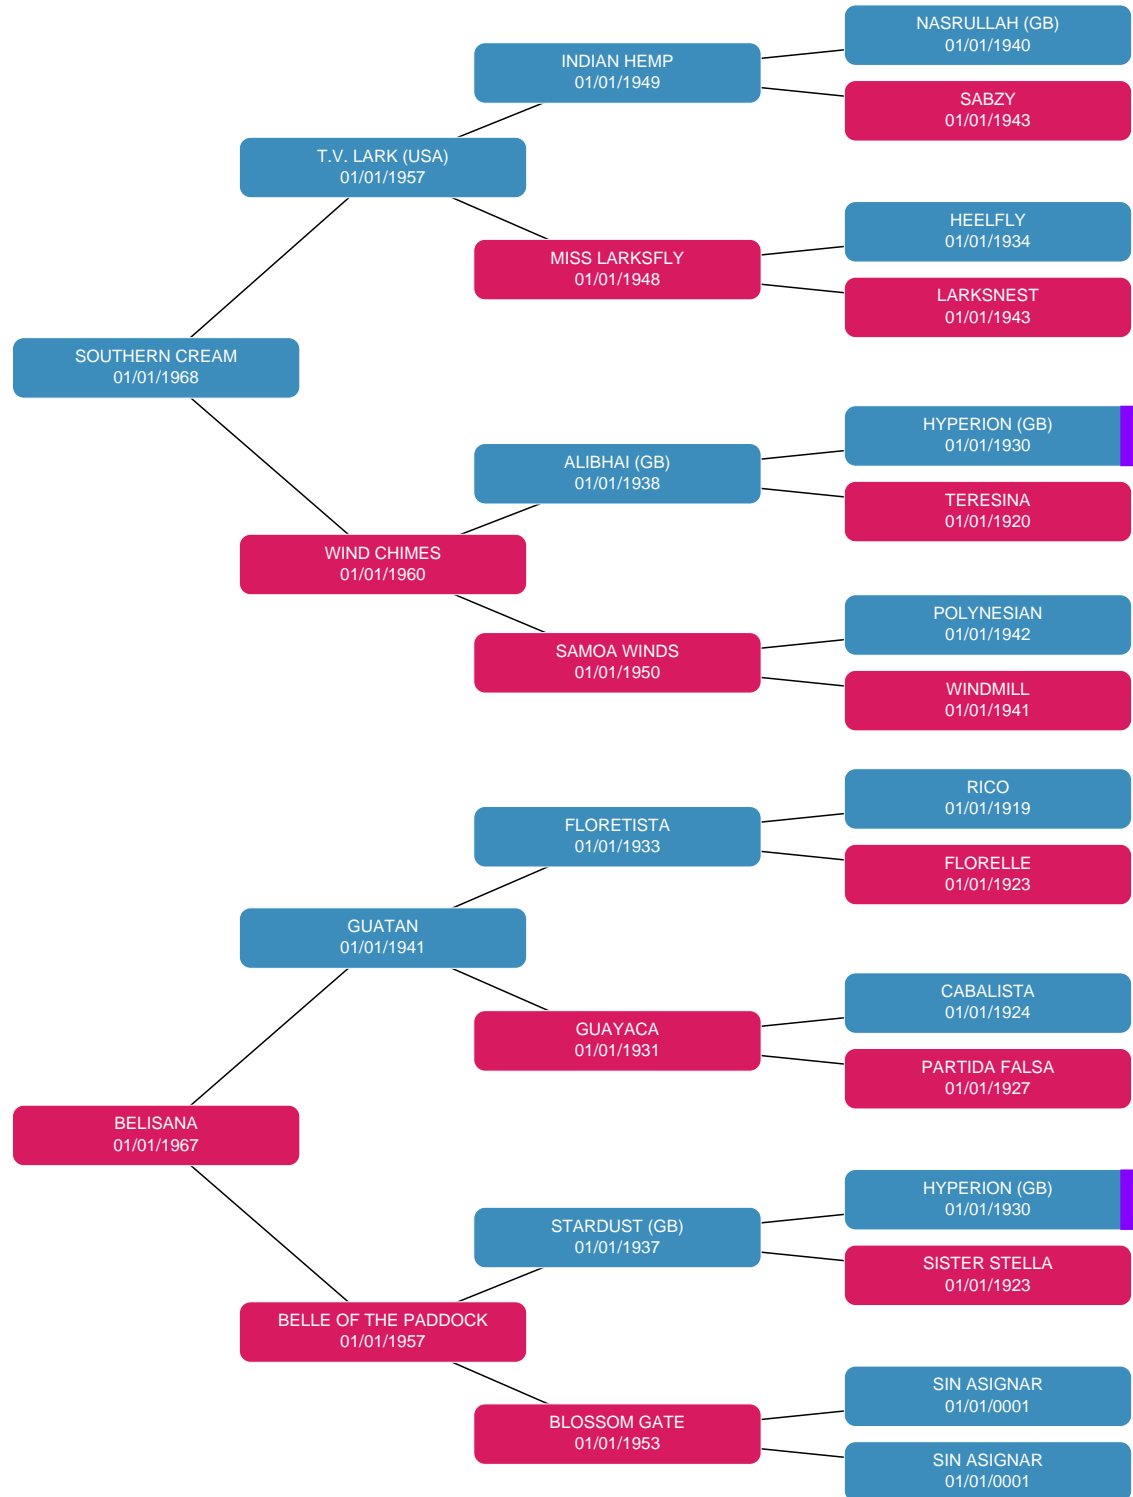 NASRULLAH (GB)
01/01/1940
INDIAN HEMP
01/01/1949
SABZY
01/01/1943
T.V. LARK (USA)
01/01/1957
HEELFLY
01/01/1934
MISS LARKSFLY
01/01/1948
LARKSNEST
01/01/1943
SOUTHERN CREAM
01/01/1968
HYPERION (GB)
01/01/1930
ALIBHAI (GB)
01/01/1938
TERESINA
01/01/1920
WIND CHIMES
01/01/1960
POLYNESIAN
01/01/1942
SAMOA WINDS
01/01/1950
WINDMILL
01/01/1941
RICO
01/01/1919
FLORETISTA
01/01/1933
FLORELLE
01/01/1923
GUATAN
01/01/1941
CABALISTA
01/01/1924
GUAYACA
01/01/1931
PARTIDA FALSA
01/01/1927
BELISANA
01/01/1967
HYPERION (GB)
01/01/1930
STARDUST (GB)
01/01/1937
SISTER STELLA
01/01/1923
BELLE OF THE PADDOCK
01/01/1957
SIN ASIGNAR
01/01/0001
BLOSSOM GATE
01/01/1953
SIN ASIGNAR
01/01/0001